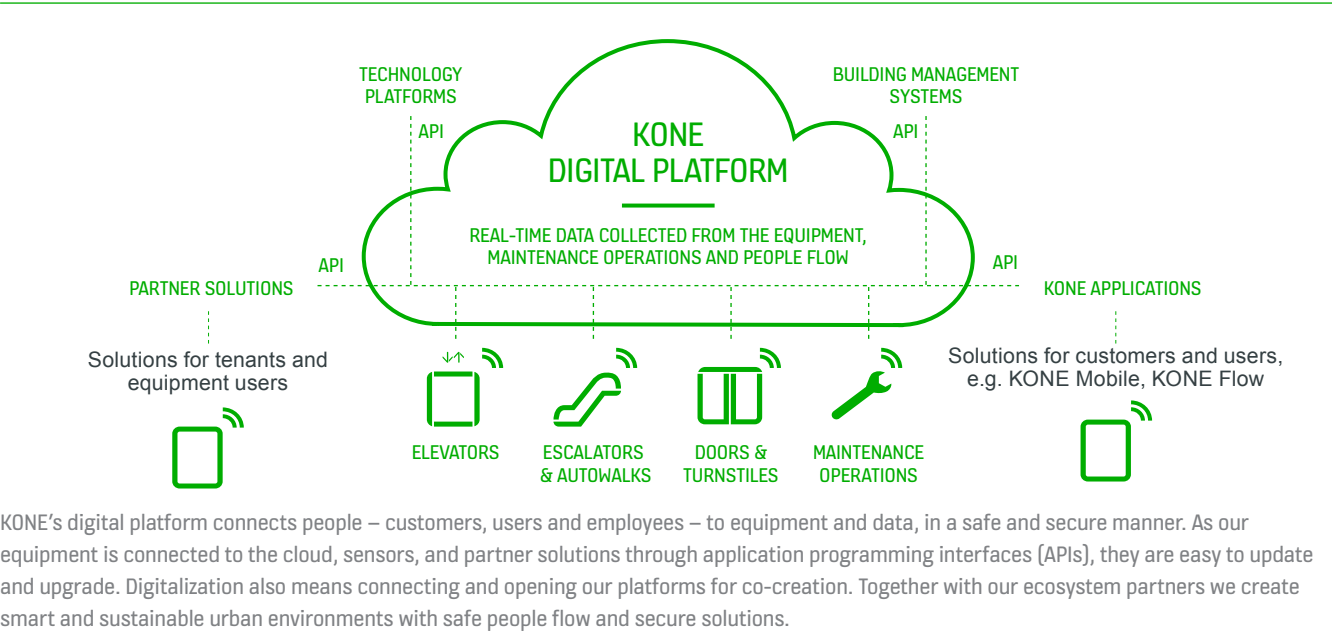 TECHNOLOGY
PLATFORMS
API
BUILDING MANAGEMENT
SYSTEMS
API
KONE
DIGITAL PLATFORM
REAL-TIME DATA COLLECTED FROM THE EQUIPMENT,
MAINTENANCE OPERATIONS AND PEOPLE FLOW
API
PARTNER SOLUTIONS
API
KONE APPLICATIONS
Solutions for tenants and
equipment users
Solutions for customers and users,
e.g. KONE Mobile, KONE Flow
ELEVATORS
ESCALATORS
& AUTOWALKS
DOORS &
TURNSTILES
MAINTENANCE
OPERATIONS
KONE’s digital platform connects people – customers, users and employees – to equipment and data, in a safe and secure manner. As our
equipment is connected to the cloud, sensors, and partner solutions through application programming interfaces (APIs), they are easy to update
and upgrade. Digitalization also means connecting and opening our platforms for co-creation. Together with our ecosystem partners we create
smart and sustainable urban environments with safe people flow and secure solutions.